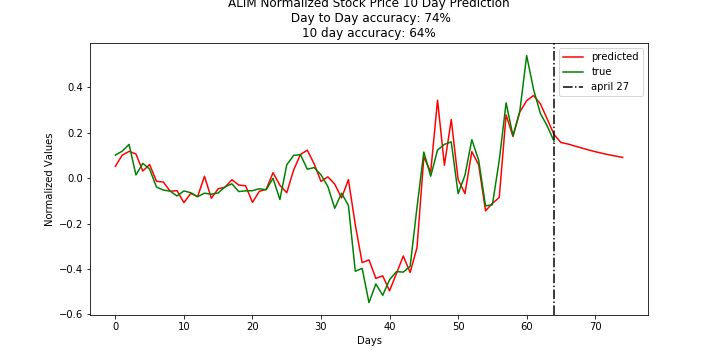 ALIM Normalized Stock Price 10 Day Prediction
Day to Day accuracy: 74%
10 day accuracy: 64%
predicted
true
april 27
Normalized Values
0.4
0.2
0.0
−0.2
−0.4
−0.6
0 10 20 30 40 50 60 70
Days